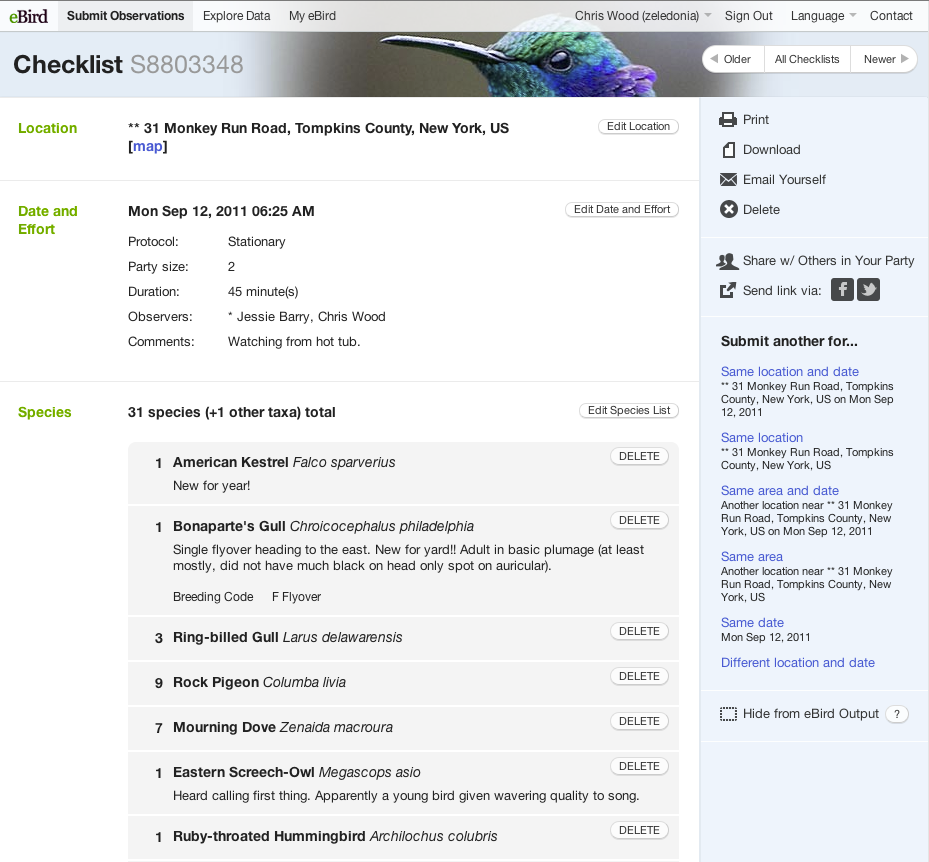 eBird Submit Observations Explore Data My eBird Chris Wood (zeledonia) Sign Out Language Contact
Checklist S8803348
Older All Checklists Newer
Location
** 31 Monkey Run Road, Tompkins County, New York, US
[map]
Edit Location
Date and
Effort
Mon Sep 12, 2011 06:25 AM
Edit Date and Effort
Protocol: Stationary
Party size: 2
Duration: 45 minute(s)
Observers: * Jessie Barry, Chris Wood
Comments: Watching from hot tub.
Species
31 species (+1 other taxa) total
Edit Species List
1 American Kestrel Falco sparverius DELETE
New for year!
1 Bonaparte's Gull Chroicocephalus philadelphia DELETE
Single flyover heading to the east. New for yard!! Adult in basic plumage (at least
mostly, did not have much black on head only spot on auricular).
Breeding Code F Flyover
3 Ring-billed Gull Larus delawarensis DELETE
9 Rock Pigeon Columba livia DELETE
7 Mourning Dove Zenaida macroura DELETE
1 Eastern Screech-Owl Megascops asio DELETE
Heard calling first thing. Apparently a young bird given wavering quality to song.
1 Ruby-throated Hummingbird Archilochus colubris DELETE
Print
Download
Email Yourself
Delete
Share w/ Others in Your Party
Send link via: f
Submit another for...
Same location and date
** 31 Monkey Run Road, Tompkins
County, New York, US on Mon Sep
12, 2011
Same location
** 31 Monkey Run Road, Tompkins
County, New York, US
Same area and date
Another location near ** 31 Monkey
Run Road, Tompkins County, New
York, US on Mon Sep 12, 2011
Same area
Another location near ** 31 Monkey
Run Road, Tompkins County, New
York, US
Same date
Mon Sep 12, 2011
Different location and date
Hide from eBird Output ?